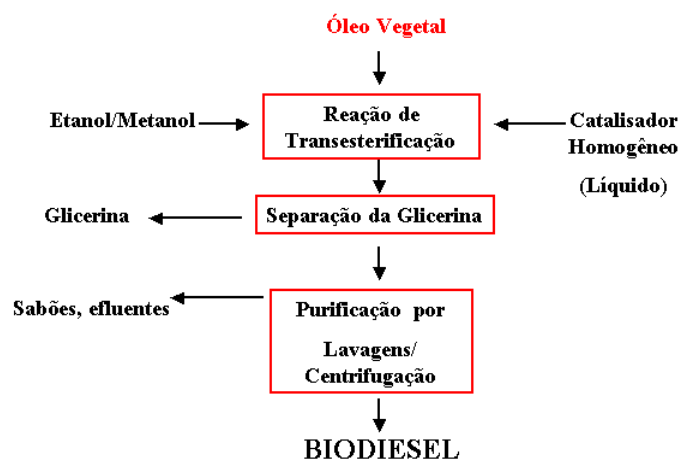 Óleo Vegetal
Etanol/Metanol
Reação de
Transesterificação
Catalisador
Homogêneo
(Líquido)
Glicerina
Separação da Glicerina
Sabões, efluentes
Purificação por
Lavagens/
Centrifugação
BIODIESEL